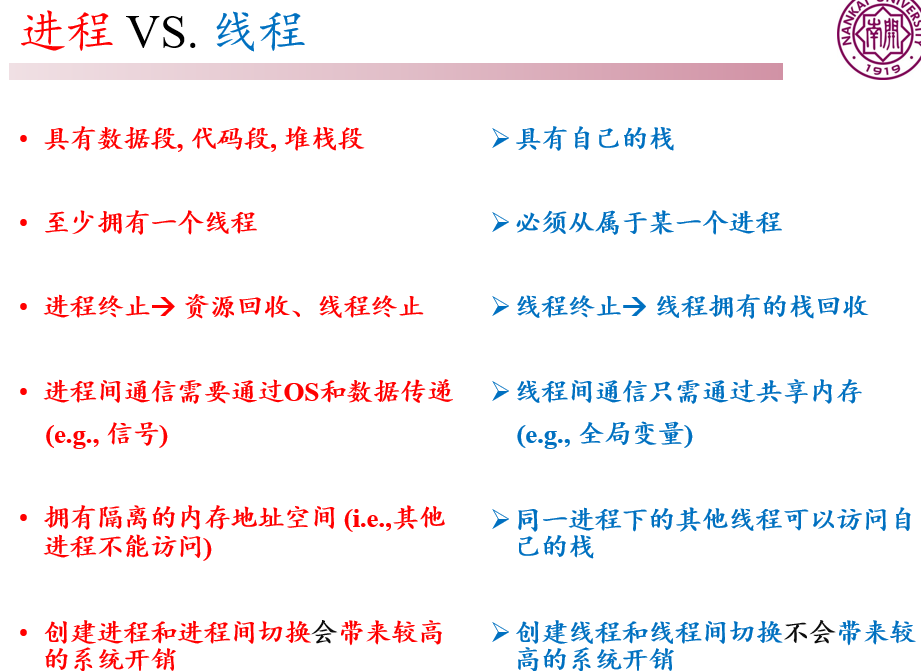 进程 VS. 线程
NANKAI UNIVERSITY
南開
1919
• 具有数据段, 代码段, 堆栈段
➢ 具有自己的栈
• 至少拥有一个线程
➢ 必须从属于某一个进程
• 进程终止→ 资源回收、线程终止
➢ 线程终止→ 线程拥有的栈回收
• 进程间通信需要通过OS和数据传递
(e.g., 信号)
➢ 线程间通信只需通过共享内存
(e.g., 全局变量)
• 拥有隔离的内存地址空间 (i.e.,其他
进程不能访问)
➢ 同一进程下的其他线程可以访问自
己的栈
• 创建进程和进程间切换会带来较高
的系统开销
➢ 创建线程和线程间切换不会带来较
高的系统开销